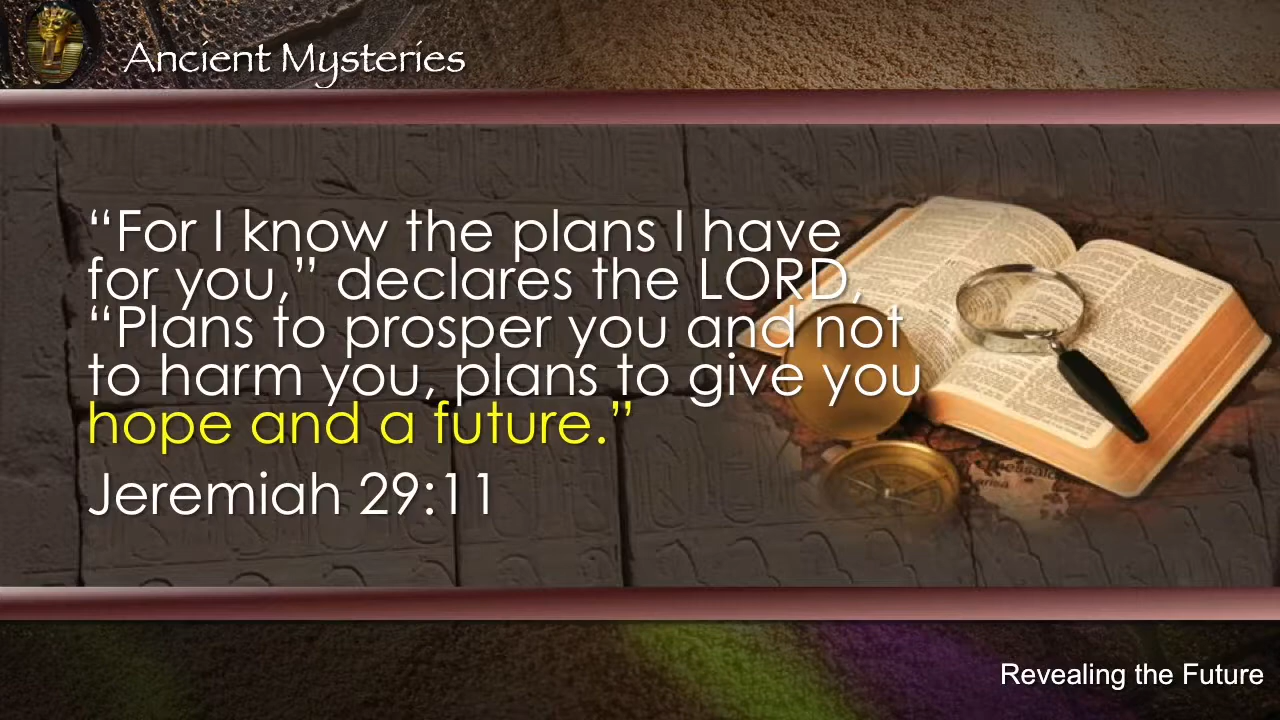 Ancient Mysteries
“For I know the plans I have
for you,” declares the LORD,
“Plans to prosper you and not
to harm you, plans to give you
hope and a future.”
Jeremiah 29:11
Revealing the Future